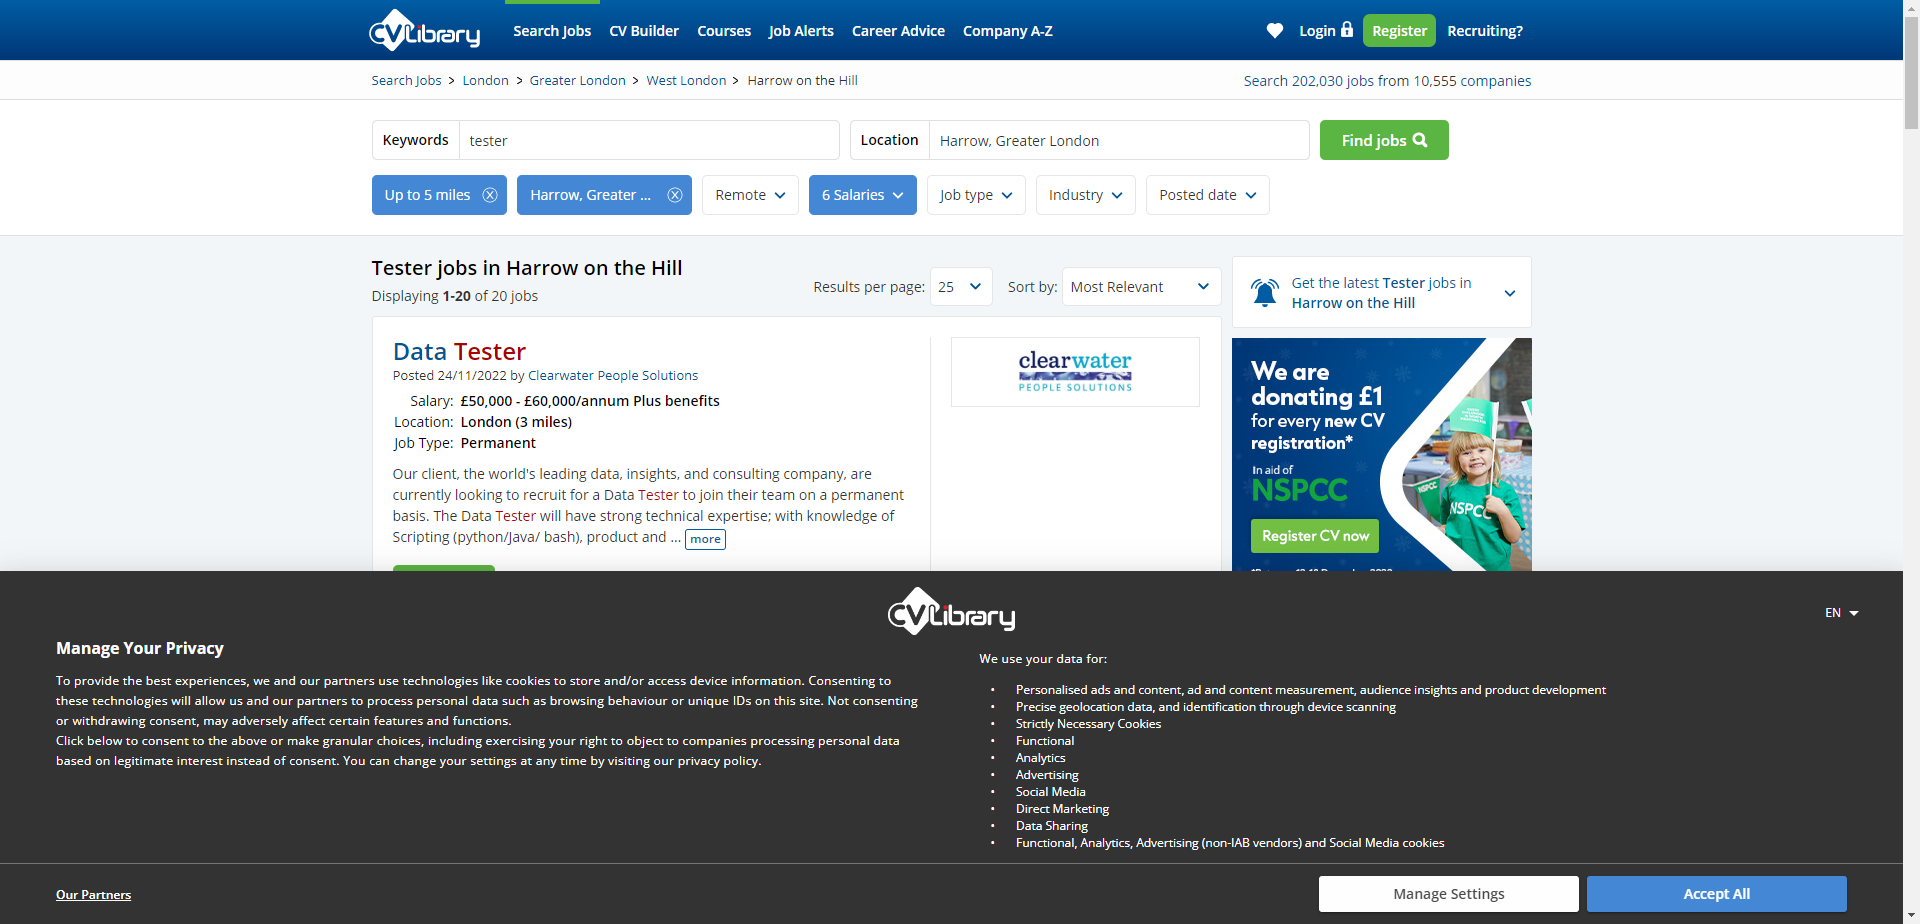 CVLibrary
Search Jobs CV Builder Courses Job Alerts Career Advice Company A-Z Login Register Recruiting?
Search Jobs > London > Greater London > West London > Harrow on the Hill
Search 202,030 jobs from 10,555 companies
Keywords tester Location Harrow, Greater London Find jobs
Up to 5 miles Harrow, Greater ... Remote 6 Salaries Job type Industry Posted date
Tester jobs in Harrow on the Hill
Displaying 1-20 of 20 jobs
Results per page: 25 Sort by: Most Relevant
Get the latest Tester jobs in
Harrow on the Hill
Data Tester
Posted 24/11/2022 by Clearwater People Solutions
Salary: £50,000 - £60,000/annum Plus benefits
Location: London (3 miles)
Job Type: Permanent
Our client, the world's leading data, insights, and consulting company, are
currently looking to recruit for a Data Tester to join their team on a permanent
basis. The Data Tester will have strong technical expertise; with knowledge of
Scripting (python/Java/ bash), product and ... more
clearwater
PEOPLE SOLUTIONS
We are
donating £1
for every new CV
registration*
In aid of
NSPCC
Register CV now
NSPCC
NSPCC
CVLibrary
EN
Manage Your Privacy
To provide the best experiences, we and our partners use technologies like cookies to store and/or access device information. Consenting to
these technologies will allow us and our partners to process personal data such as browsing behaviour or unique IDs on this site. Not consenting
or withdrawing consent, may adversely affect certain features and functions.
Click below to consent to the above or make granular choices, including exercising your right to object to companies processing personal data
based on legitimate interest instead of consent. You can change your settings at any time by visiting our privacy policy.
We use your data for:
• Personalised ads and content, ad and content measurement, audience insights and product development
• Precise geolocation data, and identification through device scanning
• Strictly Necessary Cookies
• Functional
• Analytics
• Advertising
• Social Media
• Direct Marketing
• Data Sharing
• Functional, Analytics, Advertising (non-IAB vendors) and Social Media cookies
Our Partners
Manage Settings
Accept All